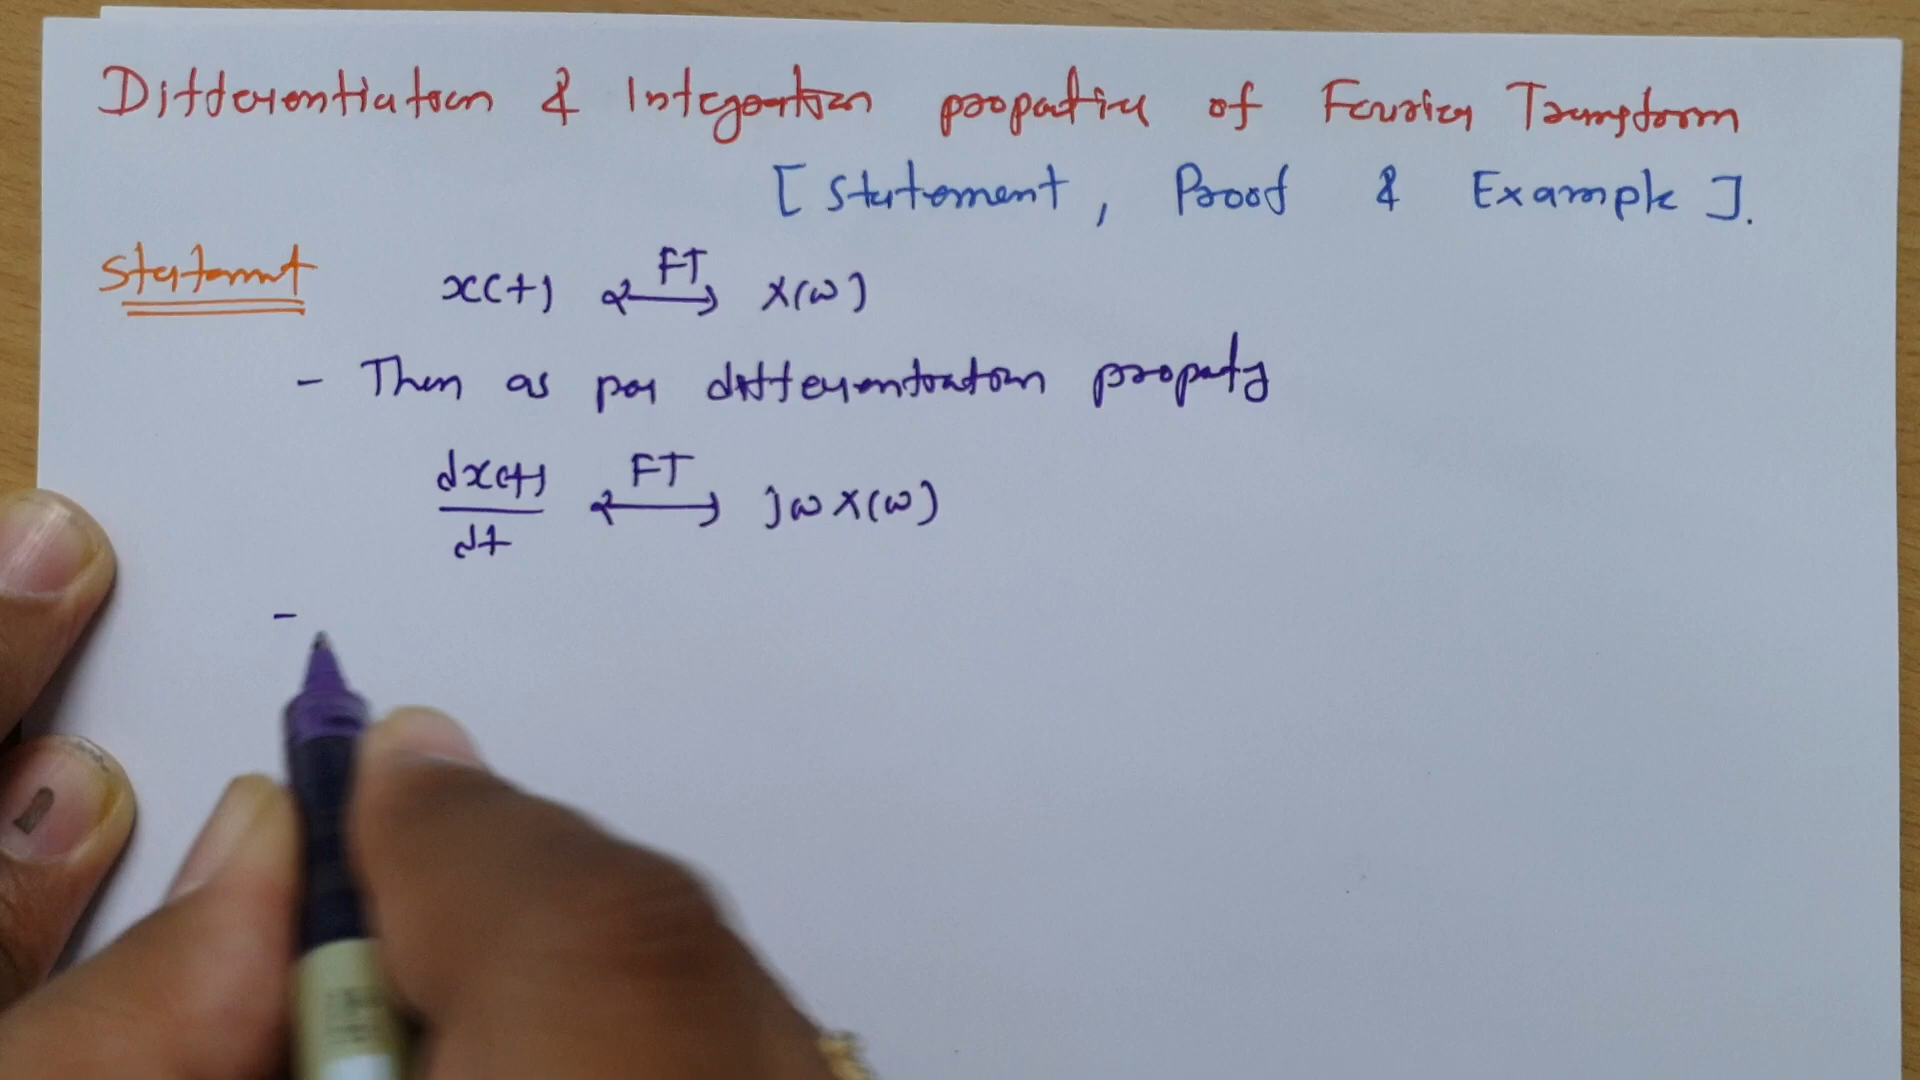 Differentiation & Integration properties of Fourier Transform
[Statement, Proof & Example].
Statement x(t) FT X(ω)
- Then as per differentiation property
dx(t)/dt FT jωX(ω)
-